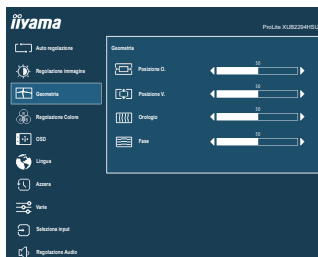 iiyama
ProLite XUB2294HSU
Auto regolazione
Regolazione immagine
Geometria
Regolazione Colore
OSD
Lingua
Azzera
Varie
Seleziona input
Regolazione Audio
Geometria
Posizione O.
50
Posizione V.
50
Orologio
50
Fase
50